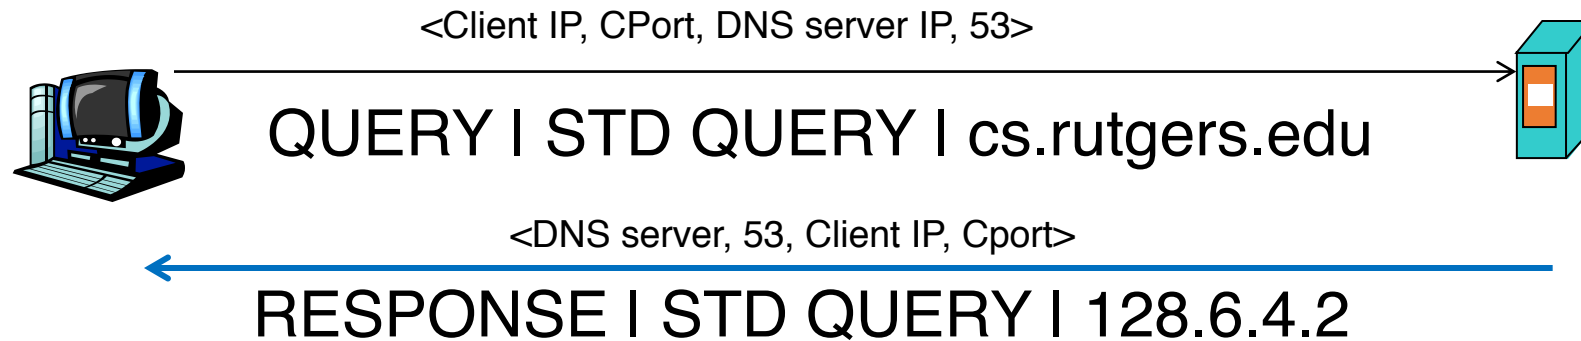 <Client IP, CPort, DNS server IP, 53>
QUERY | STD QUERY | cs.rutgers.edu
<DNS server, 53, Client IP, Cport>
RESPONSE | STD QUERY | 128.6.4.2